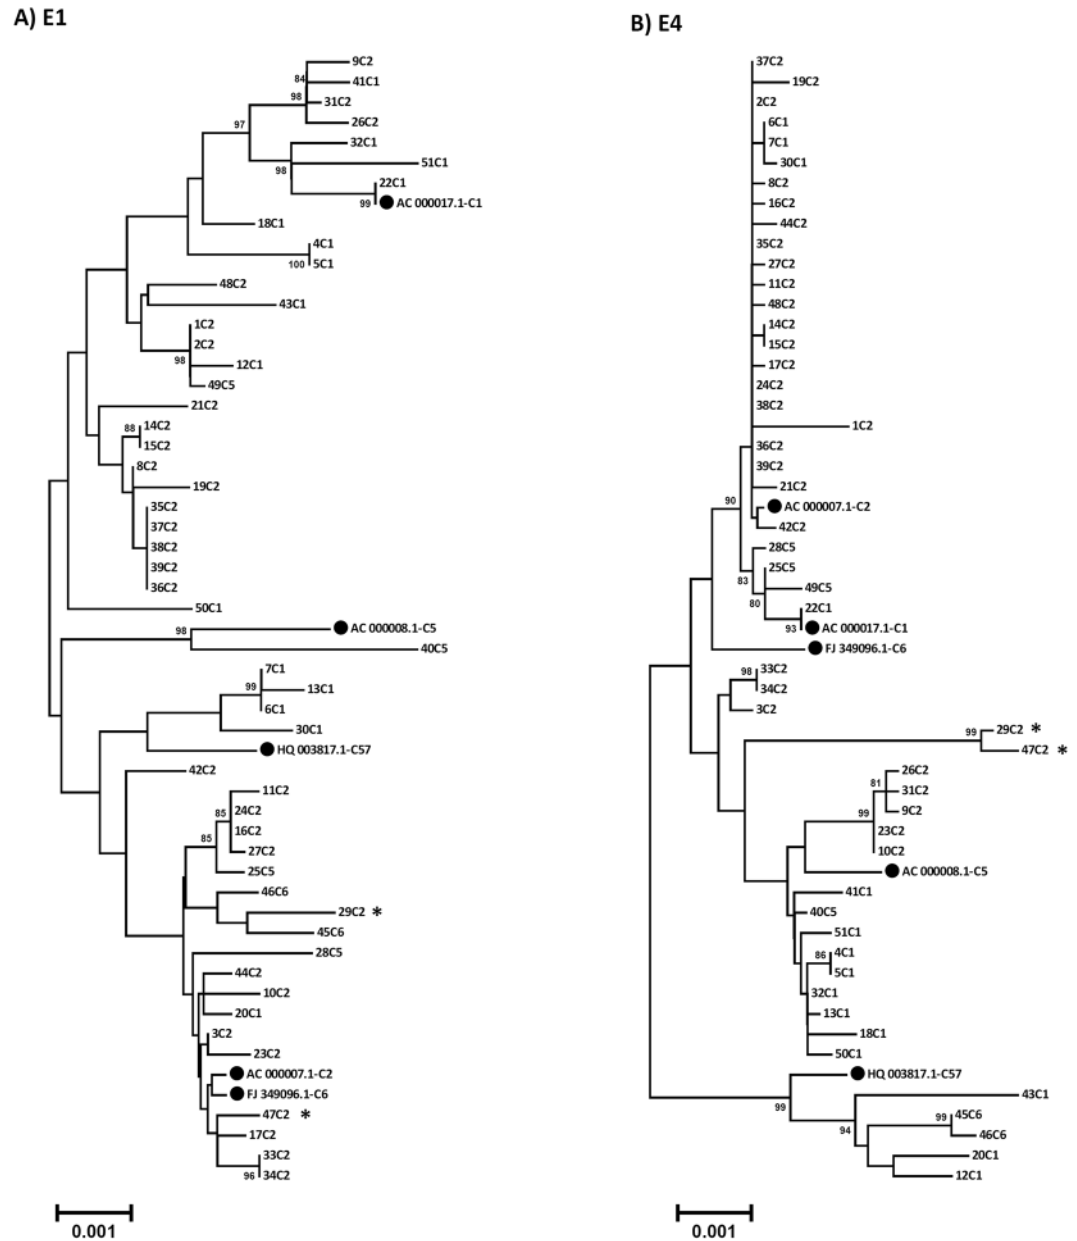 A) E1
9C2
84
41C1
98
31C2
97
26C2
32C1
51C1
98
22C1
99
AC 000017.1-C1
18C1
4C1
100
5C1
48C2
43C1
1C2
2C2
98
12C1
49C5
21C2
88
14C2
15C2
8C2
19C2
35C2
37C2
38C2
39C2
36C2
50C1
98
AC 000008.1-C5
40C5
7C1
99
13C1
6C1
30C1
HQ 003817.1-C57
42C2
11C2
85
24C2
16C2
85
27C2
25C5
46C6
29C2 *
45C6
28C5
44C2
10C2
20C1
3C2
23C2
AC 000007.1-C2
FJ 349096.1-C6
47C2 *
17C2
33C2
96
34C2
0.001
B) E4
37C2
19C2
2C2
6C1
7C1
30C1
8C2
16C2
44C2
35C2
27C2
11C2
48C2
14C2
15C2
17C2
24C2
38C2
1C2
36C2
39C2
21C2
90
AC 000007.1-C2
42C2
28C5
25C5
83
49C5
80
22C1
93
AC 000017.1-C1
FJ 349096.1-C6
98
33C2
34C2
3C2
99
29C2 *
47C2 *
26C2
81
31C2
9C2
99
23C2
10C2
AC 000008.1-C5
41C1
40C5
51C1
86
4C1
5C1
32C1
13C1
18C1
50C1
HQ 003817.1-C57
99
43C1
99
45C6
94
46C6
20C1
12C1
0.001